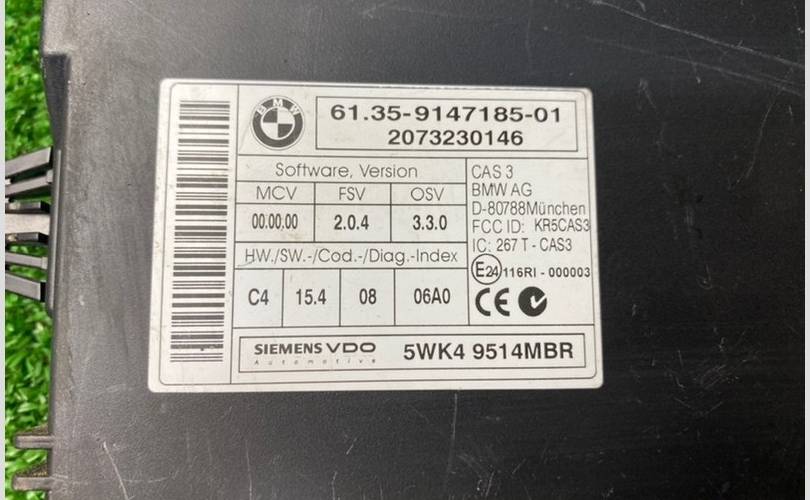 BMW
61.35-9147185-01
2073230146
Software, Version
MCV FSV OSV
00.00.00 2.0.4 3.3.0
HW./SW.-/Cod.-/Diag.-Index
C4 15.4 08 06A0
CAS 3
BMW AG
D-80788München
FCC ID: KR5CAS3
IC: 267 T - CAS3
E24 116RI - 000003
CE
SIEMENS VDO
Automotive
5WK4 9514MBR